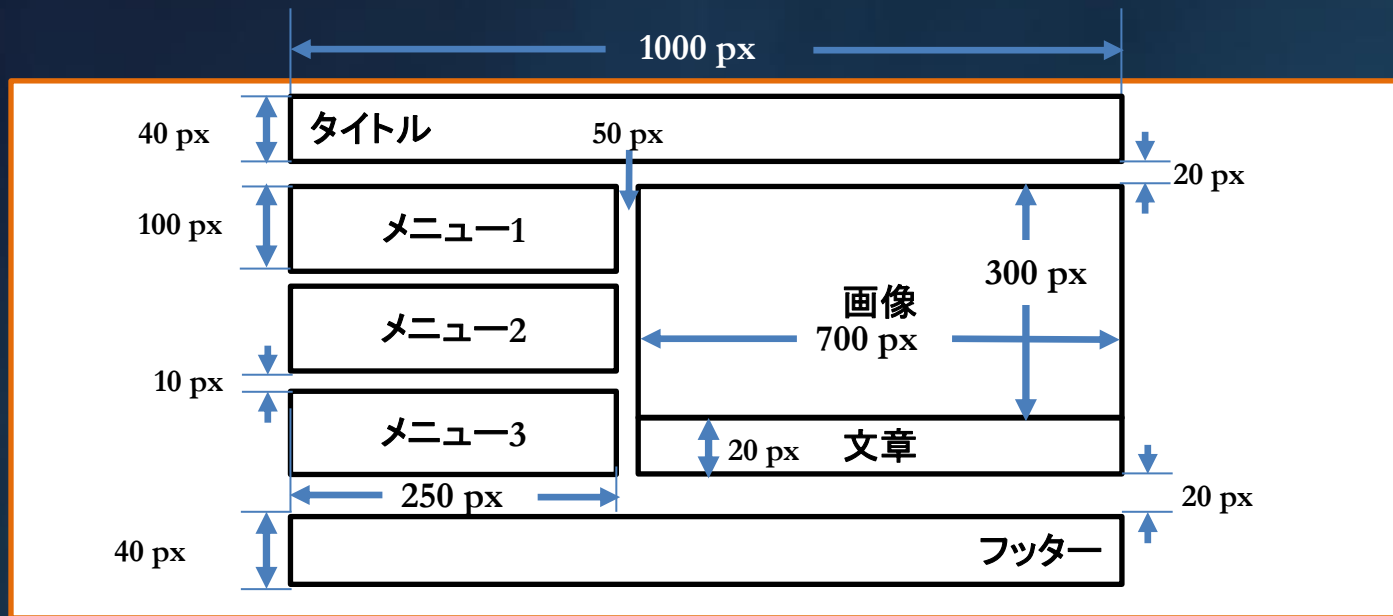 1000 px
40 px
タイトル
50 px
20 px
100 px
メニュー1
300 px
画像
700 px
メニュー2
10 px
メニュー3
20 px
文章
250 px
20 px
40 px
フッター